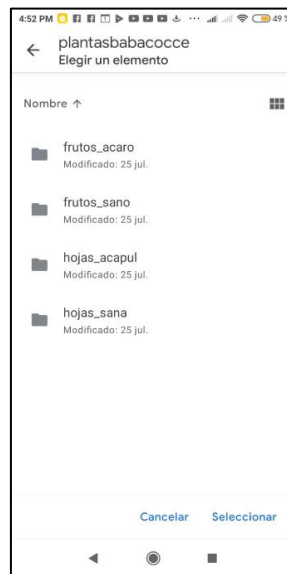 4:52 PM 49 %
plantasbabacocce
Elegir un elemento
Nombre ↑
frutos_acaro
Modificado: 25 jul.
frutos_sano
Modificado: 25 jul.
hojas_acapul
Modificado: 25 jul.
hojas_sana
Modificado: 25 jul.
Cancelar Seleccionar